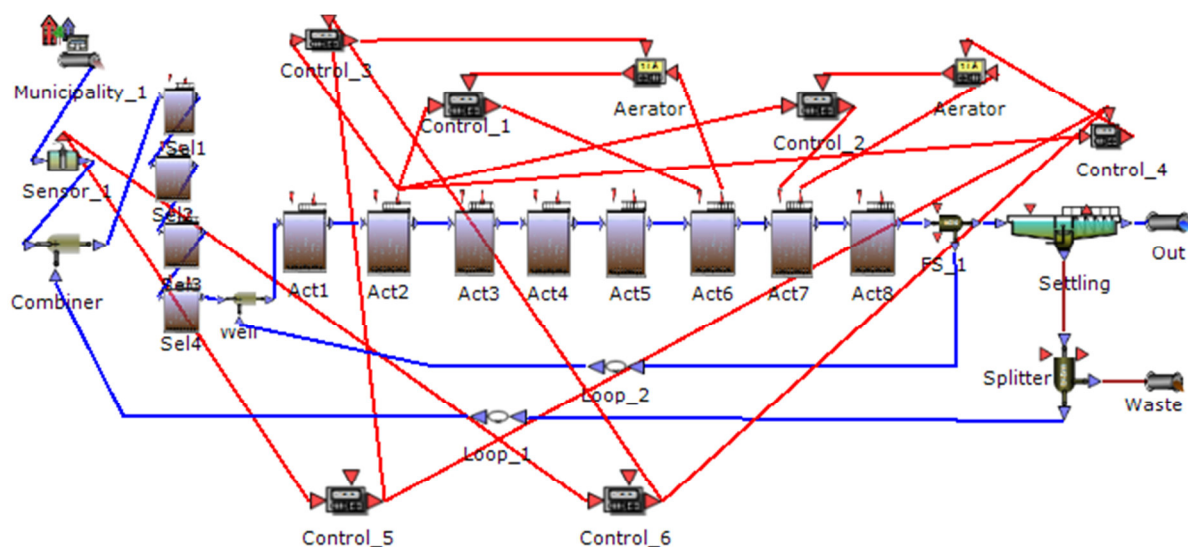 Municipality_1
Control_3
Aerator
Aerator
Control_1
Control_2
Control_4
Sel1
Sensor_1
Sel2
Sel3
Sel4
Combiner
Well
Act1
Act2
Act3
Act4
Act5
Act6
Act7
Act8
FS_1
Settling
Out
Loop_2
Splitter
Waste
Loop_1
Control_5
Control_6